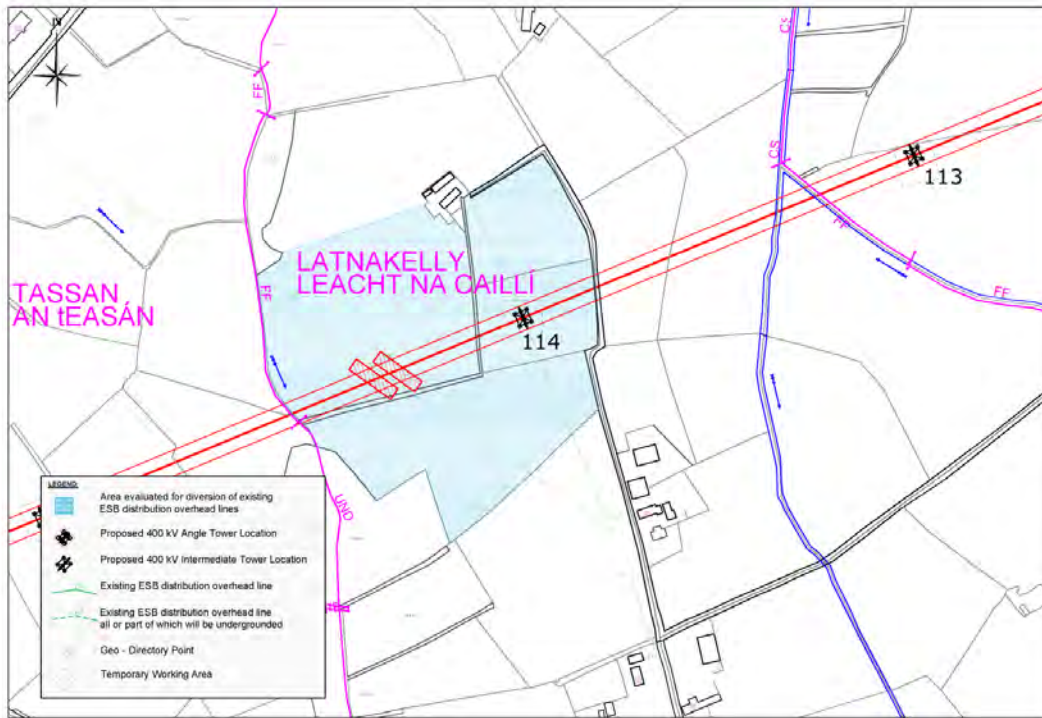 FF
CS
CS
113
FF
FF
LATNAKELLY
LEACHT NA CAILLÍ
FF
TASSAN
AN tEASÁN
114
UND
LEGEND:
Area evaluated for diversion of existing
ESB distribution overhead lines
Proposed 400 kV Angle Tower Location
Proposed 400 kV Intermediate Tower Location
Existing ESB distribution overhead line
Existing ESB distribution overhead line
all or part of which will be undergrounded
Geo - Directory Point
Temporary Working Area